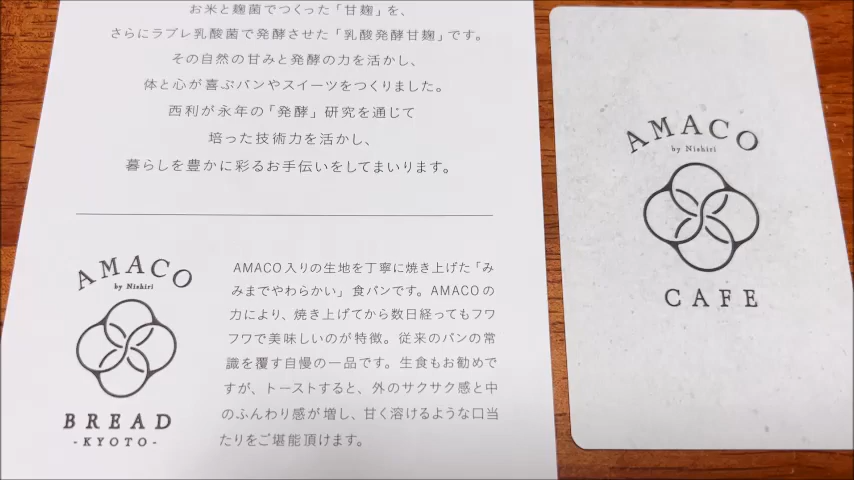 お米と麹菌でつくった「甘麹」を、
さらにラブレ乳酸菌で発酵させた「乳酸発酵甘麹」です。
その自然の甘みと発酵の力を活かし、
体と心が喜ぶパンやスイーツをつくりました。
西利が永年の「発酵」研究を通じて
培った技術力を活かし、
暮らしを豊かに彩るお手伝いをしてまいります。
AMACO
by Nishiri
BREAD
-KYOTO-
AMACO入りの生地を丁寧に焼き上げた「み
みまでやわらかい」食パンです。AMACOの
力により、焼き上げてから数日経ってもフワ
フワで美味しいのが特徴。従来のパンの常
識を覆す自慢の一品です。生食もお勧めで
すが、トーストすると、外のサクサク感と中
のふんわり感が増し、甘く溶けるような口当
たりをご堪能頂けます。
AMACO
by Nishiri
CAFE